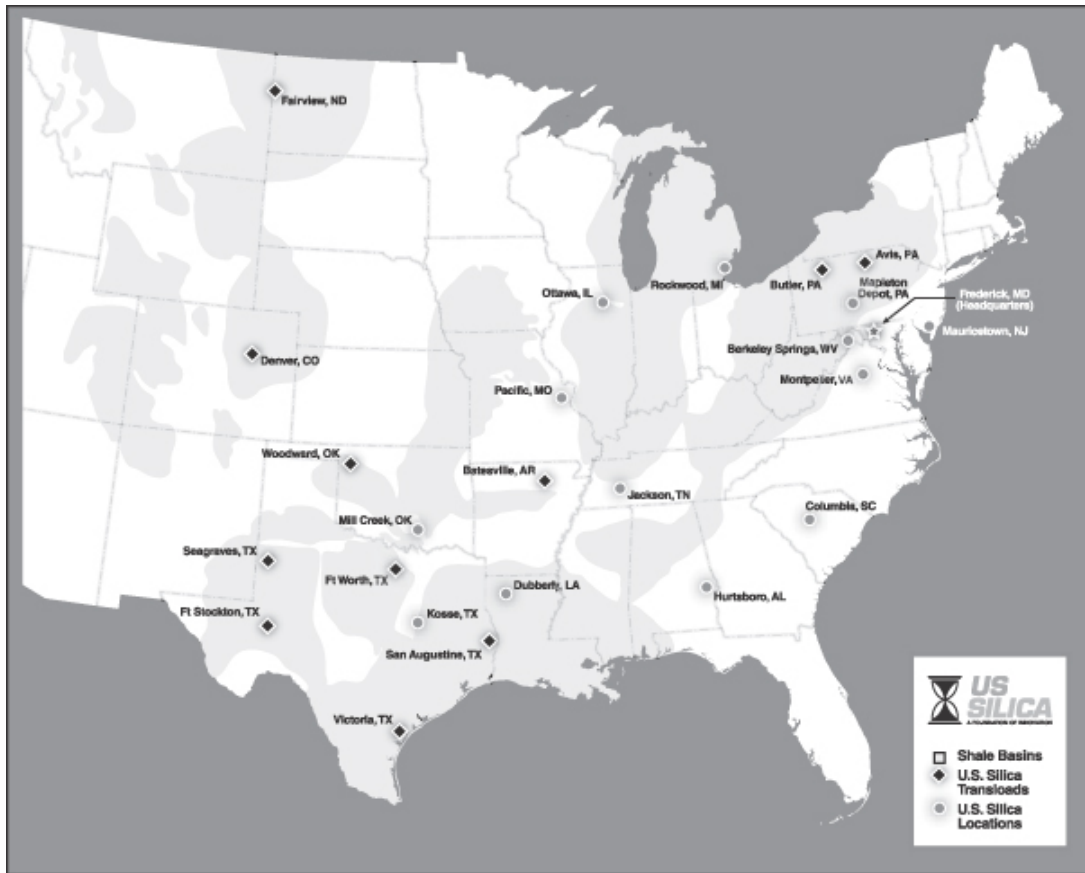 Fairview, ND
Avis, PA
Butler, PA
Rockwood, MI
Mapleton
Depot, PA
Ottawa, IL
Frederick, MD
(Headquarters)
Mauricetown, NJ
Berkeley Springs, WV
Denver, CO
Montpelier, VA
Pacific, MO
Woodward, OK
Batesville, AR
Jackson, TN
Columbia, SC
Mill Creek, OK
Seagraves, TX
Ft Worth, TX
Dubberly, LA
Hurtsboro, AL
Ft Stockton, TX
Kosse, TX
San Augustine, TX
Victoria, TX
US
SILICA
A FOUNDATION OF INNOVATION
Shale Basins
U.S. Silica
Transloads
U.S. Silica
Locations